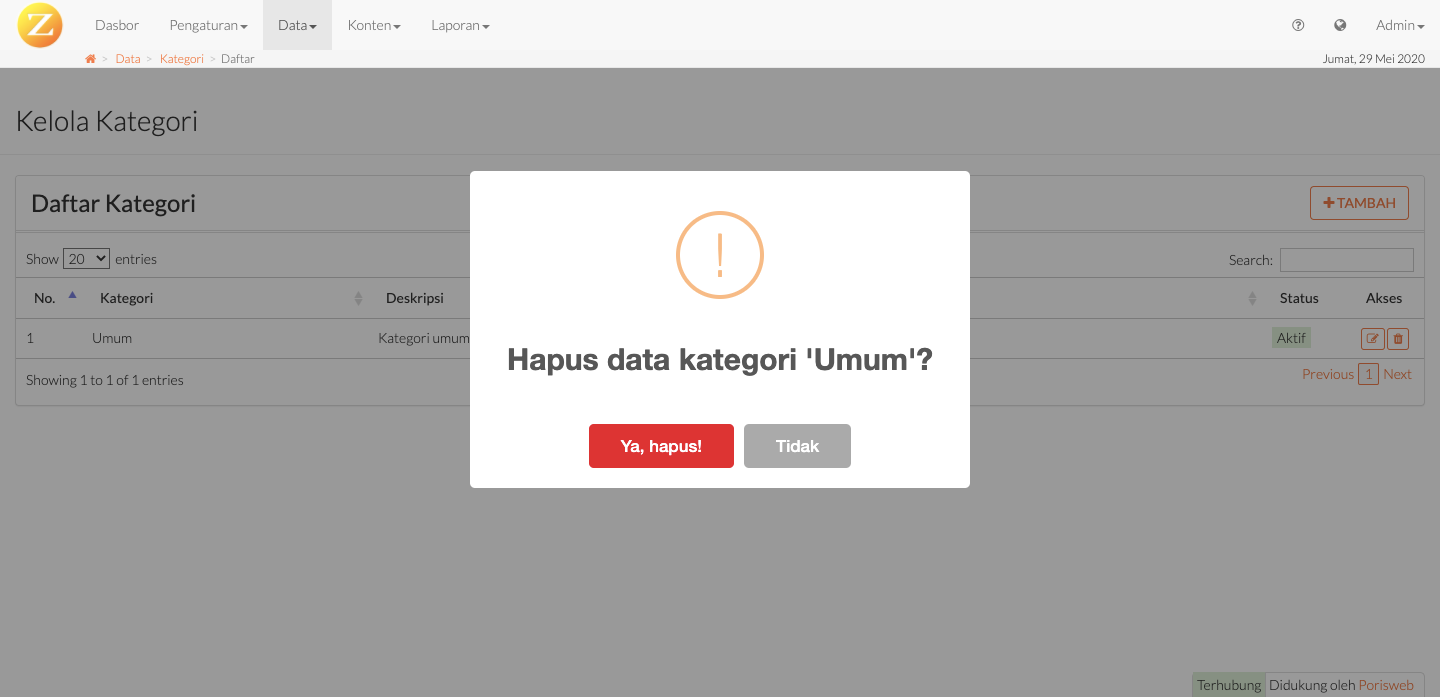 Z Dasbor Pengaturan Data Konten Laporan Admin
> Data > Kategori > Daftar Jumat, 29 Mei 2020
Kelola Kategori
Daftar Kategori TAMBAH
Show 20 entries Search:
No. Kategori Deskripsi Status Akses
1 Umum Kategori umum Aktif
Showing 1 to 1 of 1 entries Previous 1 Next
!
Hapus data kategori 'Umum'?
Ya, hapus! Tidak
Terhubung Didukung oleh Porisweb